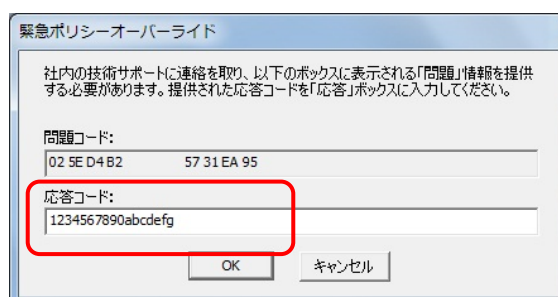 緊急ポリシーオーバーライド
社内の技術サポートに連絡を取り、以下のボックスに表示される「問題」情報を提供
する必要があります。提供された応答コードを「応答」ボックスに入力してください。
問題コード:
02 5E D4 B2 57 31 EA 95
応答コード:
1234567890abcdefg
OK キャンセル